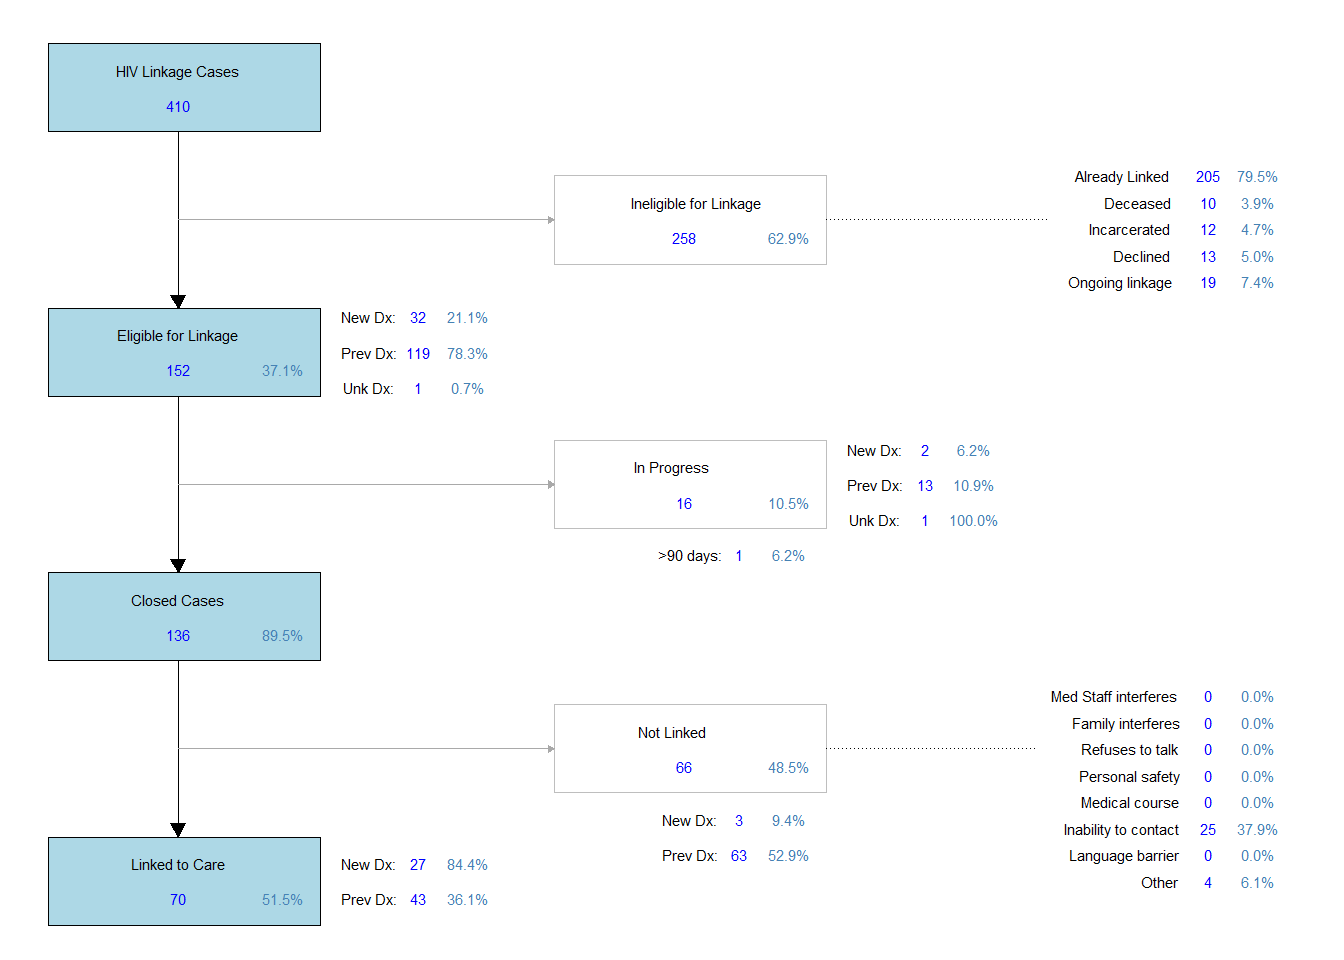 HIV Linkage Cases
410
Ineligible for Linkage
258 62.9%
Already Linked 205 79.5%
Deceased 10 3.9%
Incarcerated 12 4.7%
Declined 13 5.0%
Ongoing linkage 19 7.4%
Eligible for Linkage
152 37.1%
New Dx: 32 21.1%
Prev Dx: 119 78.3%
Unk Dx: 1 0.7%
In Progress
16 10.5%
New Dx: 2 6.2%
Prev Dx: 13 10.9%
Unk Dx: 1 100.0%
>90 days: 1 6.2%
Closed Cases
136 89.5%
Not Linked
66 48.5%
New Dx: 3 9.4%
Prev Dx: 63 52.9%
Med Staff interferes 0 0.0%
Family interferes 0 0.0%
Refuses to talk 0 0.0%
Personal safety 0 0.0%
Medical course 0 0.0%
Inability to contact 25 37.9%
Language barrier 0 0.0%
Other 4 6.1%
Linked to Care
70 51.5%
New Dx: 27 84.4%
Prev Dx: 43 36.1%